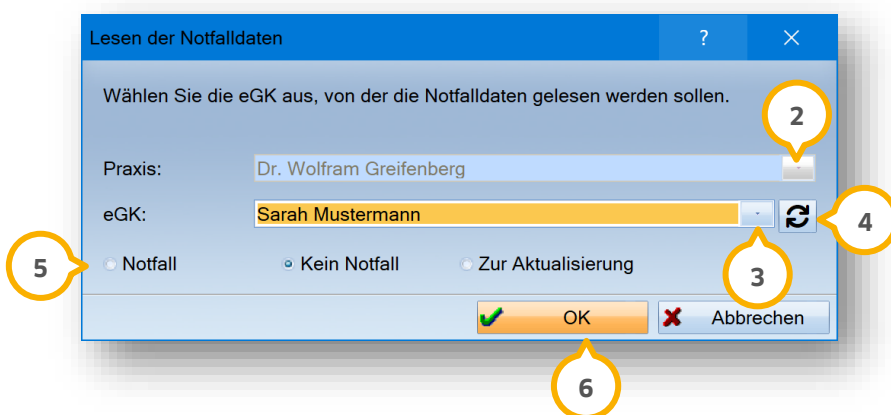 Lesen der Notfalldaten ?
Wählen Sie die eGK aus, von der die Notfalldaten gelesen werden sollen.
2
Praxis: Dr. Wolfram Greifenberg
eGK: Sarah Mustermann
4
5 Notfall Kein Notfall Zur Aktualisierung
3
OK Abbrechen
6